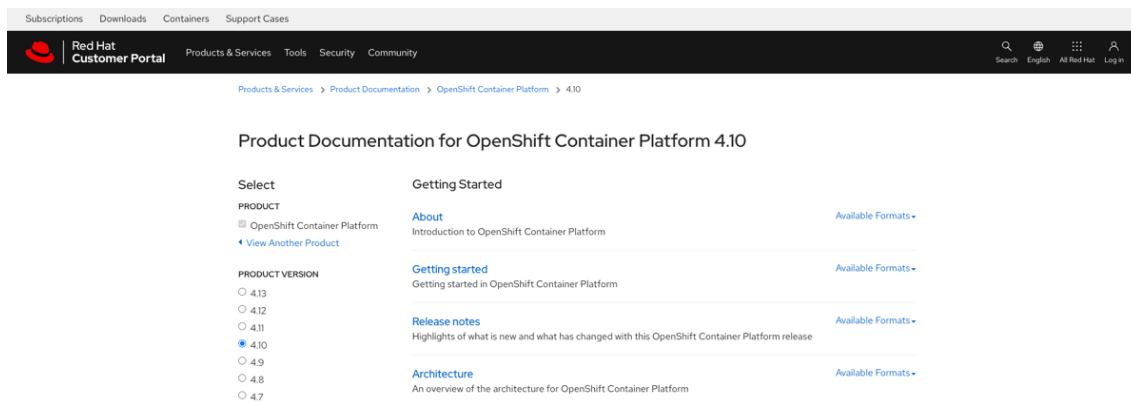 Subscriptions Downloads Containers Support Cases
Red Hat
Customer Portal
Products & Services Tools Security Community
Search English All Red Hat Log in
Products & Services > Product Documentation > OpenShift Container Platform > 4.10
Product Documentation for OpenShift Container Platform 4.10
Select
PRODUCT
OpenShift Container Platform
View Another Product
PRODUCT VERSION
4.13
4.12
4.11
4.10
4.9
4.8
4.7
Getting Started
About Available Formats
Introduction to OpenShift Container Platform
Getting started Available Formats
Getting started in OpenShift Container Platform
Release notes Available Formats
Highlights of what is new and what has changed with this OpenShift Container Platform release
Architecture Available Formats
An overview of the architecture for OpenShift Container Platform